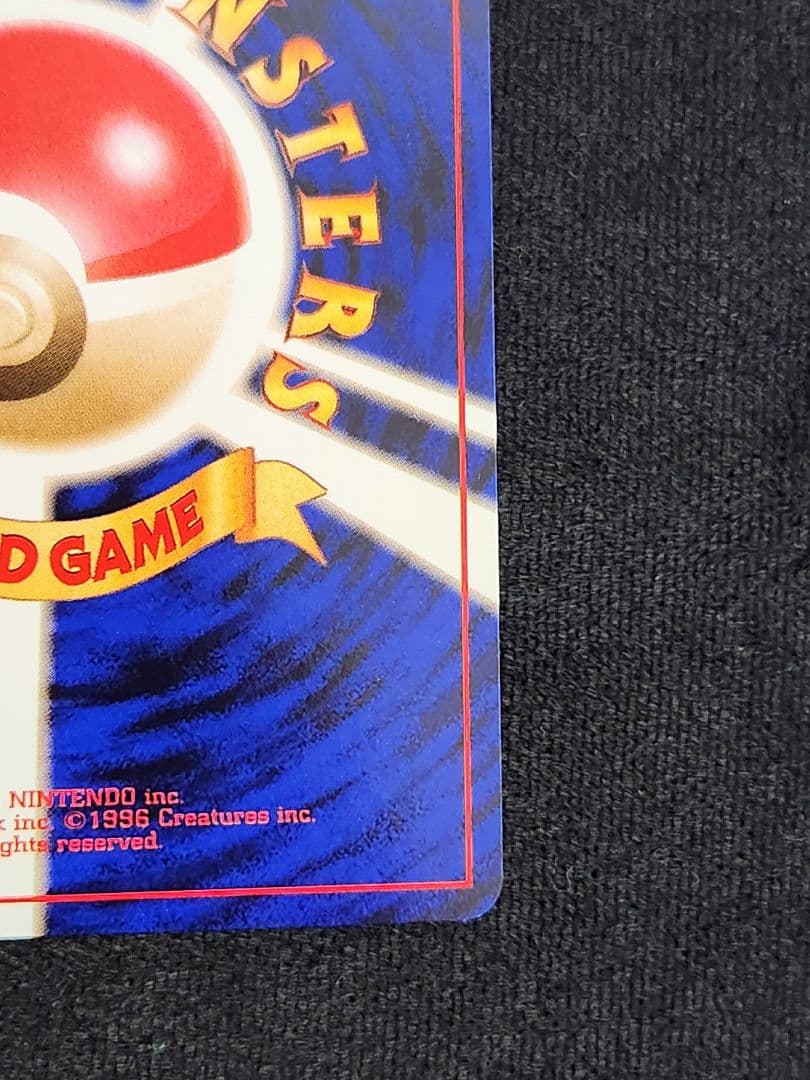 NSTERS
D GAME
NINTENDO inc.
k inc. ©1996 Creatures inc.
ghts reserved.